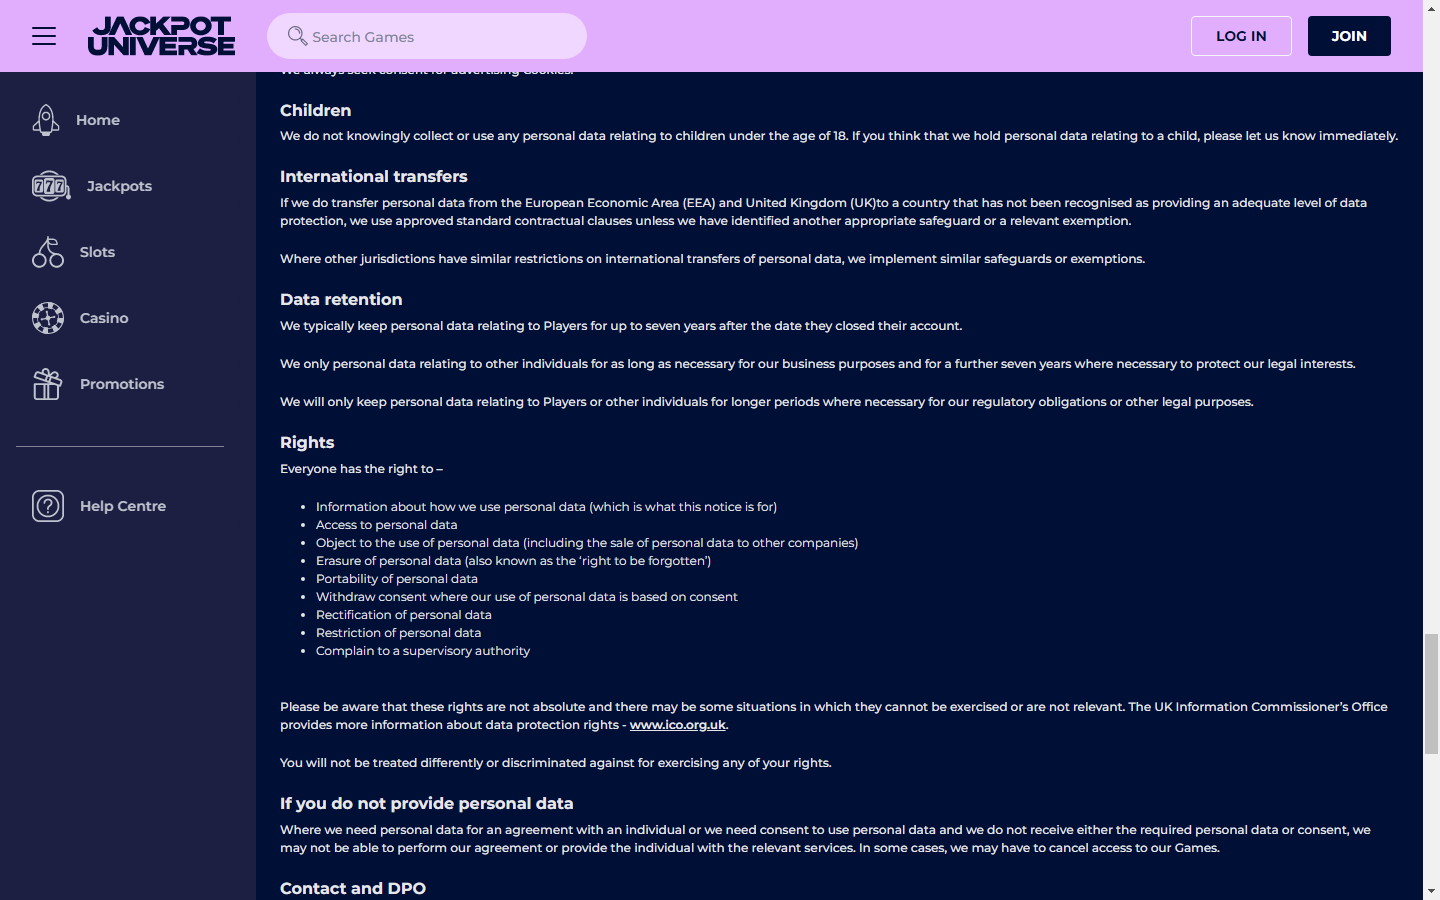 JACKPOT
UNIVERSE
Search Games
LOG IN
JOIN
Home
777
Jackpots
Slots
Casino
Promotions
Help Centre
We always seek consent for advertising Cookies.
Children
We do not knowingly collect or use any personal data relating to children under the age of 18. If you think that we hold personal data relating to a child, please let us know immediately.
International transfers
If we do transfer personal data from the European Economic Area (EEA) and United Kingdom (UK)to a country that has not been recognised as providing an adequate level of data
protection, we use approved standard contractual clauses unless we have identified another appropriate safeguard or a relevant exemption.
Where other jurisdictions have similar restrictions on international transfers of personal data, we implement similar safeguards or exemptions.
Data retention
We typically keep personal data relating to Players for up to seven years after the date they closed their account.
We only personal data relating to other individuals for as long as necessary for our business purposes and for a further seven years where necessary to protect our legal interests.
We will only keep personal data relating to Players or other individuals for longer periods where necessary for our regulatory obligations or other legal purposes.
Rights
Everyone has the right to –
• Information about how we use personal data (which is what this notice is for)
• Access to personal data
• Object to the use of personal data (including the sale of personal data to other companies)
• Erasure of personal data (also known as the ‘right to be forgotten’)
• Portability of personal data
• Withdraw consent where our use of personal data is based on consent
• Rectification of personal data
• Restriction of personal data
• Complain to a supervisory authority
Please be aware that these rights are not absolute and there may be some situations in which they cannot be exercised or are not relevant. The UK Information Commissioner’s Office
provides more information about data protection rights - www.ico.org.uk.
You will not be treated differently or discriminated against for exercising any of your rights.
If you do not provide personal data
Where we need personal data for an agreement with an individual or we need consent to use personal data and we do not receive either the required personal data or consent, we
may not be able to perform our agreement or provide the individual with the relevant services. In some cases, we may have to cancel access to our Games.
Contact and DPO